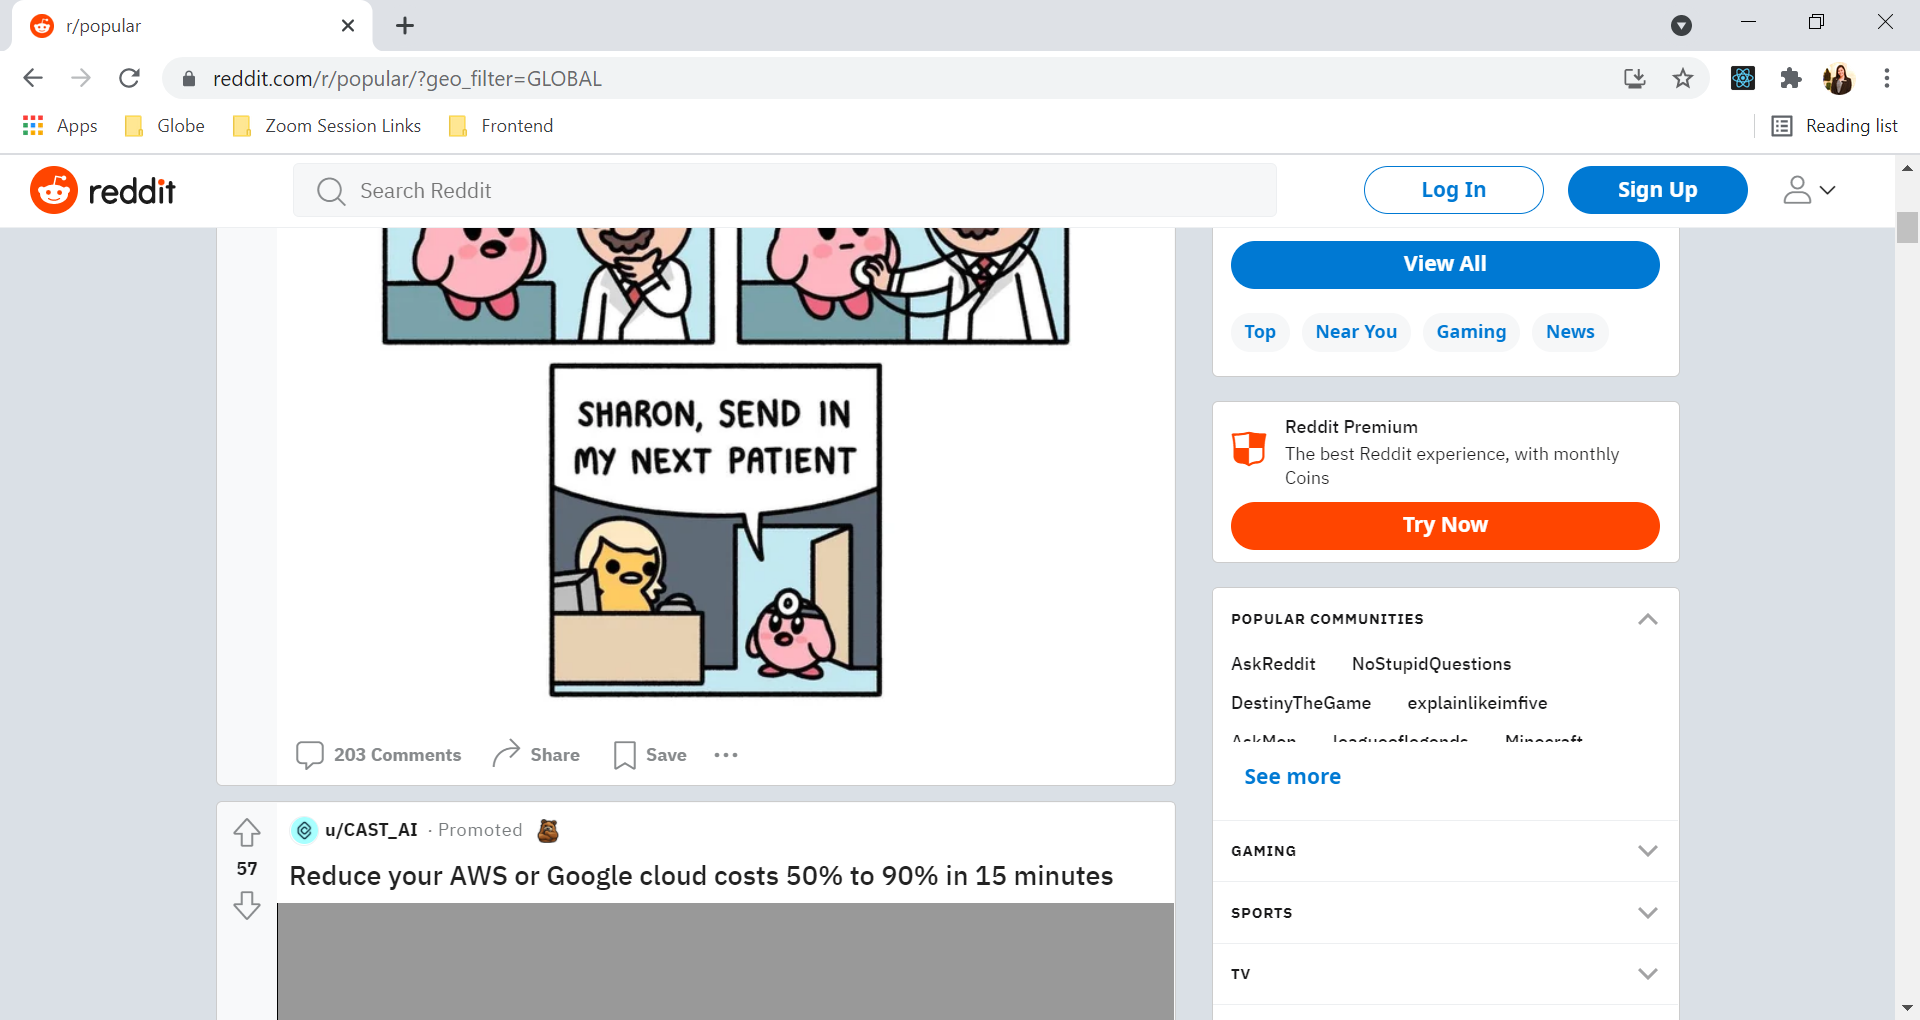 r/popular
reddit.com/r/popular/?geo_filter=GLOBAL
Apps
Globe
Zoom Session Links
Frontend
Reading list
reddit
Search Reddit
Log In
Sign Up
SHARON, SEND IN
MY NEXT PATIENT
203 Comments
Share
Save
u/CAST_AI · Promoted
57
Reduce your AWS or Google cloud costs 50% to 90% in 15 minutes
View All
Top
Near You
Gaming
News
Reddit Premium
The best Reddit experience, with monthly
Coins
Try Now
POPULAR COMMUNITIES
AskReddit
NoStupidQuestions
DestinyTheGame
explainlikeimfive
AskMen
leagueoflegends
Minecraft
See more
GAMING
SPORTS
TV